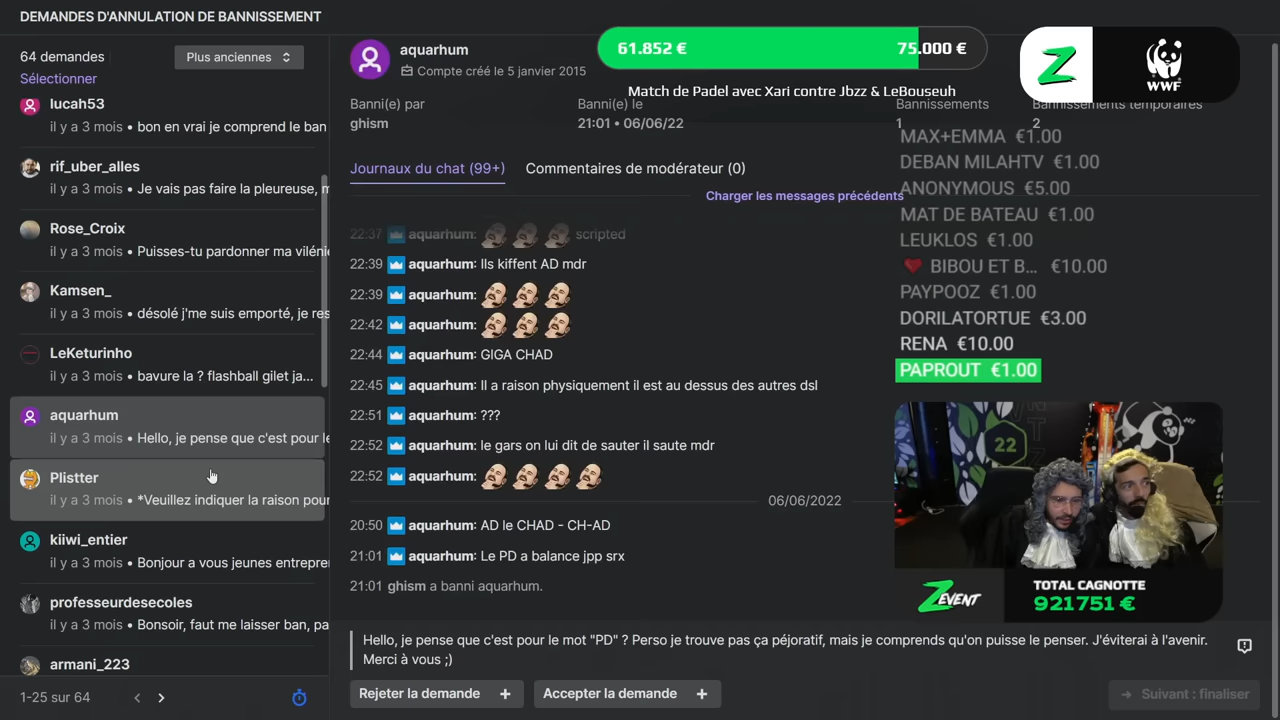 DEMANDES D'ANNULATION DE BANNISSEMENT
64 demandes
Plus anciennes
Sélectionner
lucah53
il y a 3 mois • bon en vrai je comprend le ban
rif_uber_alles
il y a 3 mois • Je vais pas faire la pleureuse, m
Rose_Croix
il y a 3 mois • Puisses-tu pardonner ma vilénie
Kamsen_
il y a 3 mois • désolé j'me suis emporté, je res
LeKeturinho
il y a 3 mois • bavure la ? flashball gilet ja...
aquarhum
il y a 3 mois • Hello, je pense que c'est pour le
Plistter
il y a 3 mois • *Veuillez indiquer la raison pour
kiiwi_entier
il y a 3 mois • Bonjour a vous jeunes entrepre
professeurdesecoles
il y a 3 mois • Bonsoir, faut me laisser ban, pa
armani_223
1-25 sur 64
aquarhum
Compte créé le 5 janvier 2015
61.852 €
75.000 €
Match de Padel avec Xari contre Jbzz & LeBouseuh
WWF
Banni(e) par
ghism
Banni(e) le
21:01 • 06/06/22
Bannissements
1
Bannissements temporaires
2
Journaux du chat (99+)
Commentaires de modérateur (0)
Charger les messages précédents
22:37 aquarhum: scripted
22:39 aquarhum: Ils kiffent AD mdr
22:39 aquarhum:
22:42 aquarhum:
22:44 aquarhum: GIGA CHAD
22:45 aquarhum: Il a raison physiquement il est au dessus des autres dsl
22:51 aquarhum: ???
22:52 aquarhum: le gars on lui dit de sauter il saute mdr
22:52 aquarhum:
06/06/2022
20:50 aquarhum: AD le CHAD - CH-AD
21:01 aquarhum: Le PD a balance jpp srx
21:01 ghism a banni aquarhum.
MAX+EMMA €1.00
DEBAN MILAHTV €1.00
ANONYMOUS €5.00
MAT DE BATEAU €1.00
LEUKLOS €1.00
BIBOU ET B... €10.00
PAYPOOZ €1.00
DORILATORTUE €3.00
RENA €10.00
PAPROUT €1.00
22
ZEVENT
TOTAL CAGNOTTE
921751 €
Hello, je pense que c'est pour le mot "PD" ? Perso je trouve pas ça péjoratif, mais je comprends qu'on puisse le penser. J'éviterai à l'avenir.
Merci à vous ;)
Rejeter la demande +
Accepter la demande +
→ Suivant : finaliser